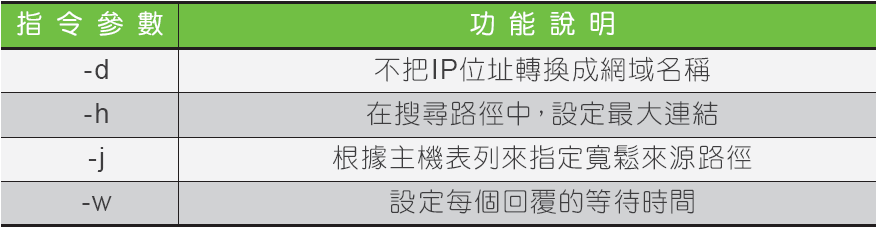 指令參數 功能說明
-d 不把IP位址轉換成網域名稱
-h 在搜尋路徑中，設定最大連結
-j 根據主機表列來指定寬鬆來源路徑
-w 設定每個回覆的等待時間